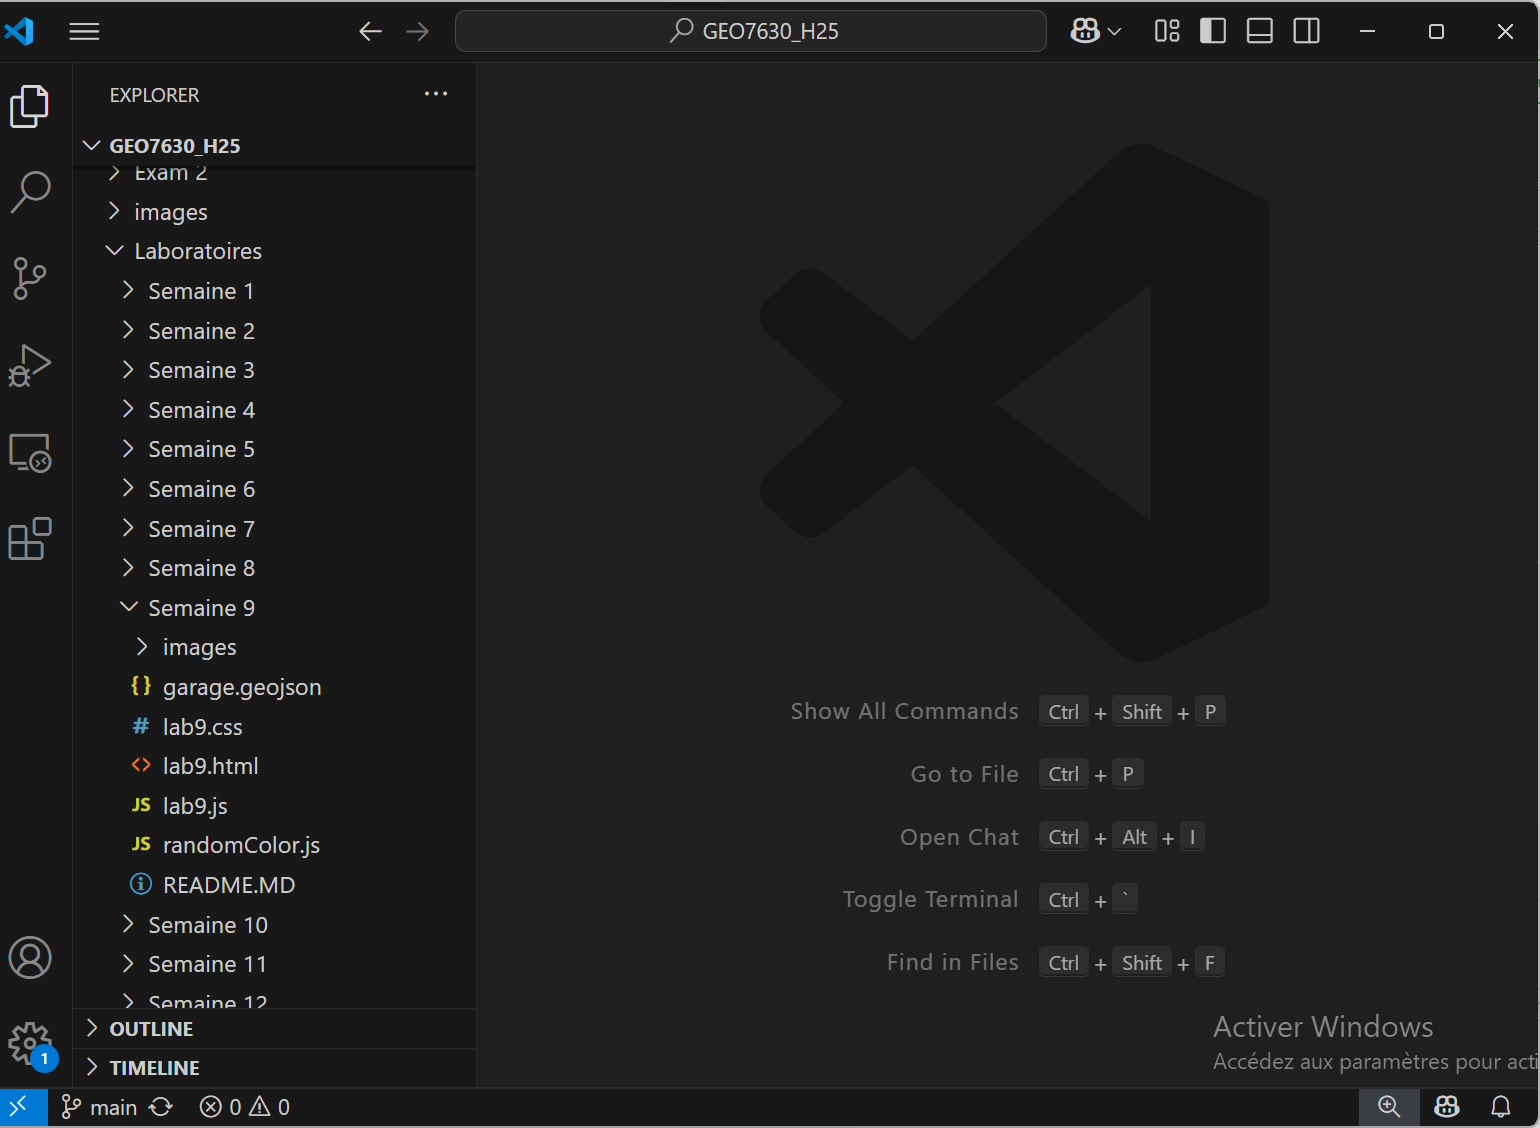 GEO7630_H25
EXPLORER
GEO7630_H25
Exam 2
images
Laboratoires
Semaine 1
Semaine 2
Semaine 3
Semaine 4
Semaine 5
Semaine 6
Semaine 7
Semaine 8
Semaine 9
images
{} garage.geojson
# lab9.css
<> lab9.html
JS lab9.js
JS randomColor.js
README.MD
Semaine 10
Semaine 11
Semaine 12
OUTLINE
TIMELINE
Show All Commands Ctrl + Shift + P
Go to File Ctrl + P
Open Chat Ctrl + Alt + I
Toggle Terminal Ctrl + `
Find in Files Ctrl + Shift + F
Activer Windows
Accédez aux paramètres pour acti
1
main 0 0